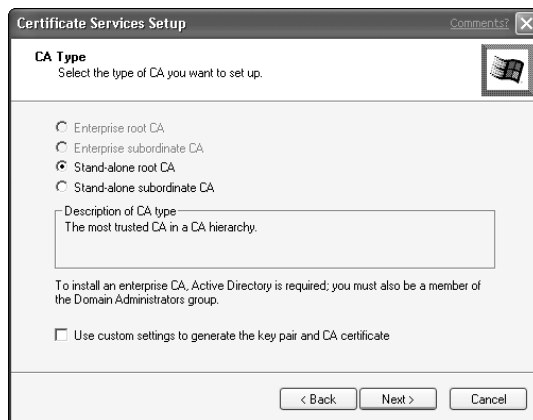 Certificate Services Setup
Comments?
CA Type
Select the type of CA you want to set up.
Enterprise root CA
Enterprise subordinate CA
Stand-alone root CA
Stand-alone subordinate CA
Description of CA type
The most trusted CA in a CA hierarchy.
To install an enterprise CA, Active Directory is required; you must also be a member of
the Domain Administrators group.
Use custom settings to generate the key pair and CA certificate
< Back
Next >
Cancel